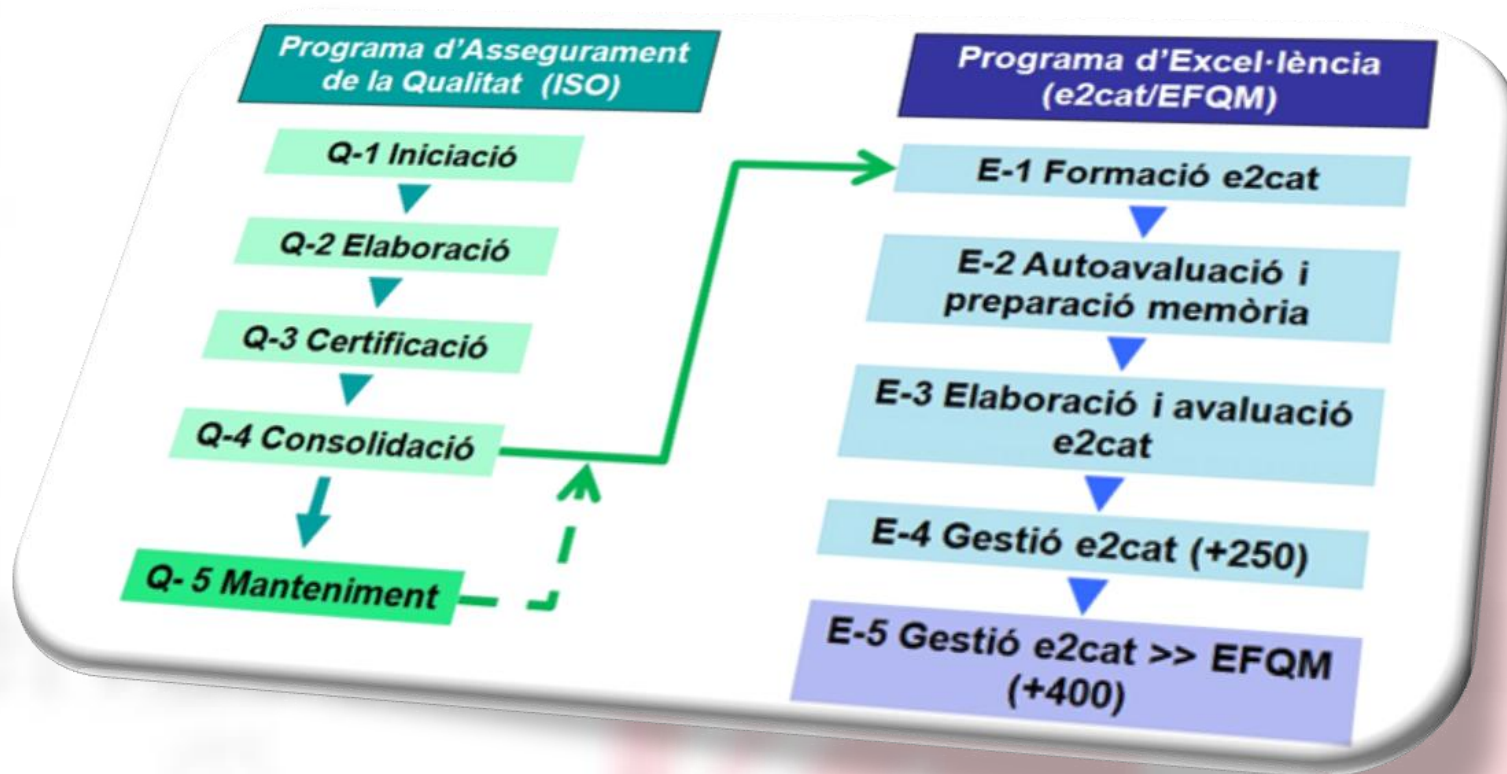 Programa d'Assegurament
de la Qualitat (ISO)
Q-1 Iniciació
Q-2 Elaboració
Q-3 Certificació
Q-4 Consolidació
Q- 5 Manteniment
Programa d'Excel·lència
(e2cat/EFQM)
E-1 Formació e2cat
E-2 Autoavaluació i
preparació memòria
E-3 Elaboració i avaluació
e2cat
E-4 Gestió e2cat (+250)
E-5 Gestió e2cat >> EFQM
(+400)